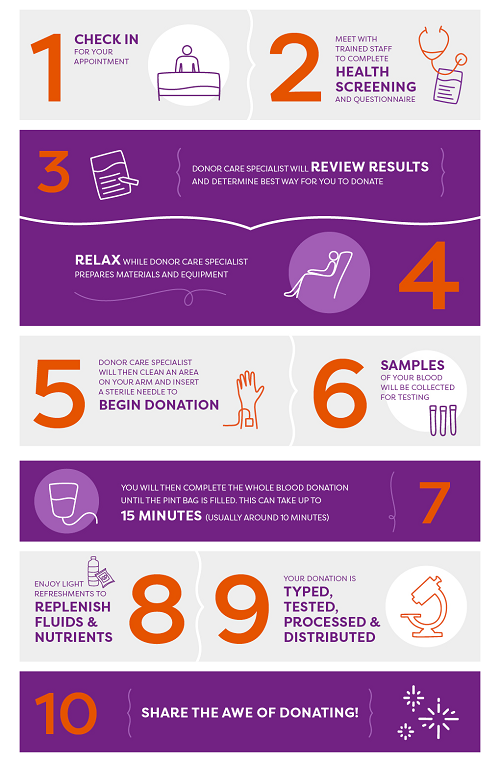 1
CHECK IN
FOR YOUR
APPOINTMENT
2
MEET WITH
TRAINED STAFF
TO COMPLETE
HEALTH
SCREENING
AND QUESTIONNAIRE
3
DONOR CARE SPECIALIST WILL REVIEW RESULTS
AND DETERMINE BEST WAY FOR YOU TO DONATE
RELAX WHILE DONOR CARE SPECIALIST
PREPARES MATERIALS AND EQUIPMENT
4
5
DONOR CARE SPECIALIST
WILL THEN CLEAN AN AREA
ON YOUR ARM AND INSERT
A STERILE NEEDLE TO
BEGIN DONATION
6
SAMPLES
OF YOUR BLOOD
WILL BE COLLECTED
FOR TESTING
YOU WILL THEN COMPLETE THE WHOLE BLOOD DONATION
UNTIL THE PINT BAG IS FILLED. THIS CAN TAKE UP TO
15 MINUTES (USUALLY AROUND 10 MINUTES)
7
ENJOY LIGHT
REFRESHMENTS TO
REPLENISH
FLUIDS &
NUTRIENTS
8
9
YOUR DONATION IS
TYPED,
TESTED,
PROCESSED &
DISTRIBUTED
10
SHARE THE AWE OF DONATING!